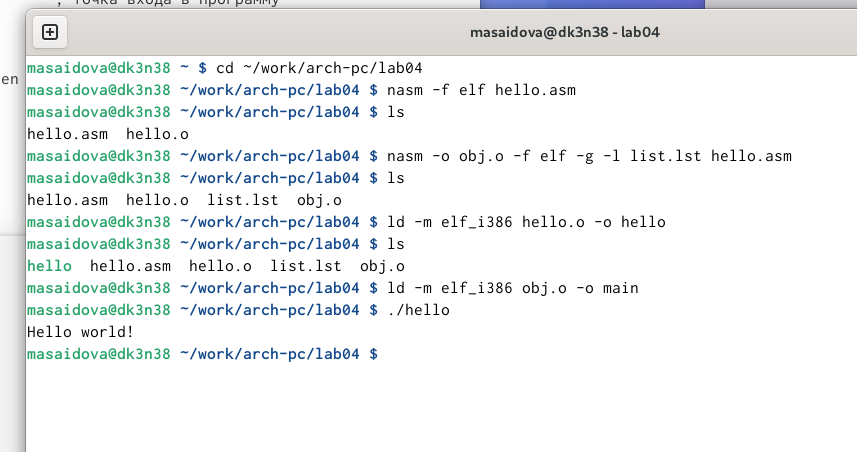 ; точка входа в программу
masaidova@dk3n38 - lab04
en
masaidova@dk3n38 ~ $ cd ~/work/arch-pc/lab04
masaidova@dk3n38 ~/work/arch-pc/lab04 $ nasm -f elf hello.asm
masaidova@dk3n38 ~/work/arch-pc/lab04 $ ls
hello.asm  hello.o
masaidova@dk3n38 ~/work/arch-pc/lab04 $ nasm -o obj.o -f elf -g -l list.lst hello.asm
masaidova@dk3n38 ~/work/arch-pc/lab04 $ ls
hello.asm  hello.o  list.lst  obj.o
masaidova@dk3n38 ~/work/arch-pc/lab04 $ ld -m elf_i386 hello.o -o hello
masaidova@dk3n38 ~/work/arch-pc/lab04 $ ls
hello  hello.asm  hello.o  list.lst  obj.o
masaidova@dk3n38 ~/work/arch-pc/lab04 $ ld -m elf_i386 obj.o -o main
masaidova@dk3n38 ~/work/arch-pc/lab04 $ ./hello
Hello world!
masaidova@dk3n38 ~/work/arch-pc/lab04 $